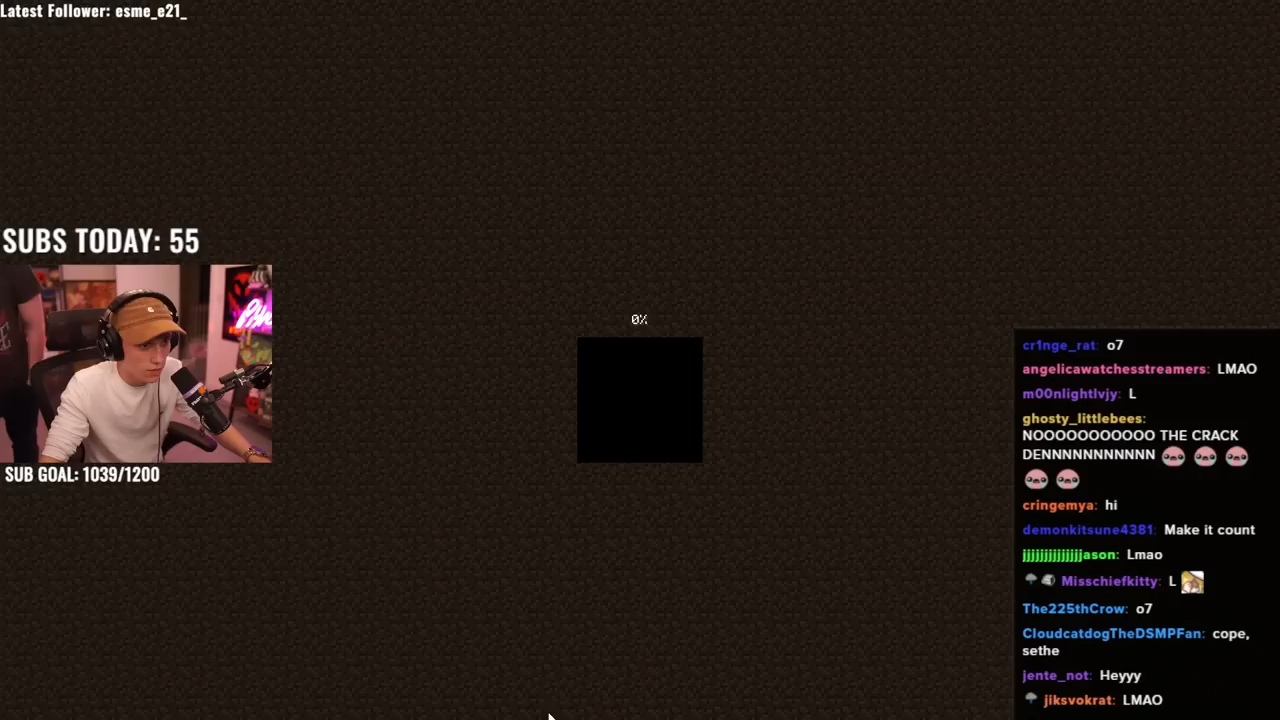 Latest Follower: esme_e21_
SUBS TODAY: 55
SUB GOAL: 1039/1200
0%
cr1nge_rat: o7
angelicawatchesstreamers: LMAO
m00nlightlvjy: L
ghosty_littlebees:
NOOOOOOOOOOO THE CRACK
DENNNNNNNNNNN
cringemya: hi
demonkitsune4381: Make it count
jjjjjjjjjjjjjjason: Lmao
Misschiefkitty: L
The225thCrow: o7
CloudcatdogTheDSMPFan: cope,
sethe
jente_not: Heyyy
jiksvokrat: LMAO